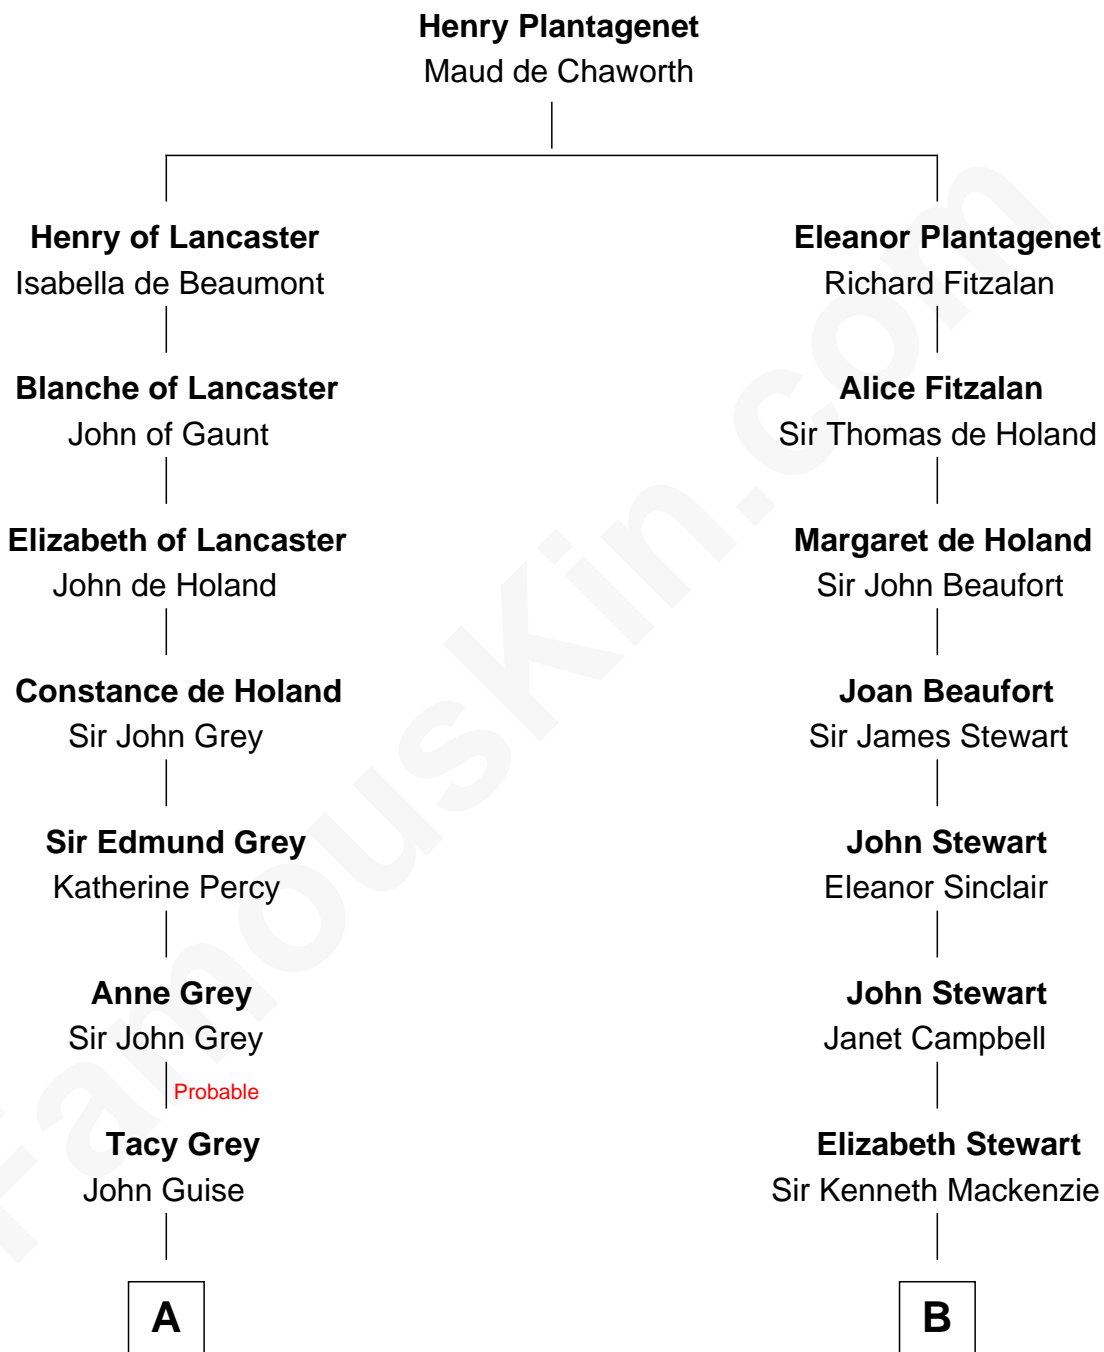 Henry Plantagenet
Maud de Chaworth
Henry of Lancaster
Isabella de Beaumont
Eleanor Plantagenet
Richard Fitzalan
Blanche of Lancaster
John of Gaunt
Alice Fitzalan
Sir Thomas de Holand
Elizabeth of Lancaster
John de Holand
Margaret de Holand
Sir John Beaufort
Constance de Holand
Sir John Grey
Joan Beaufort
Sir James Stewart
Sir Edmund Grey
Katherine Percy
John Stewart
Eleanor Sinclair
Anne Grey
Sir John Grey
John Stewart
Janet Campbell
Probable
Tacy Grey
John Guise
Elizabeth Stewart
Sir Kenneth Mackenzie
A
B
FamousKin.com